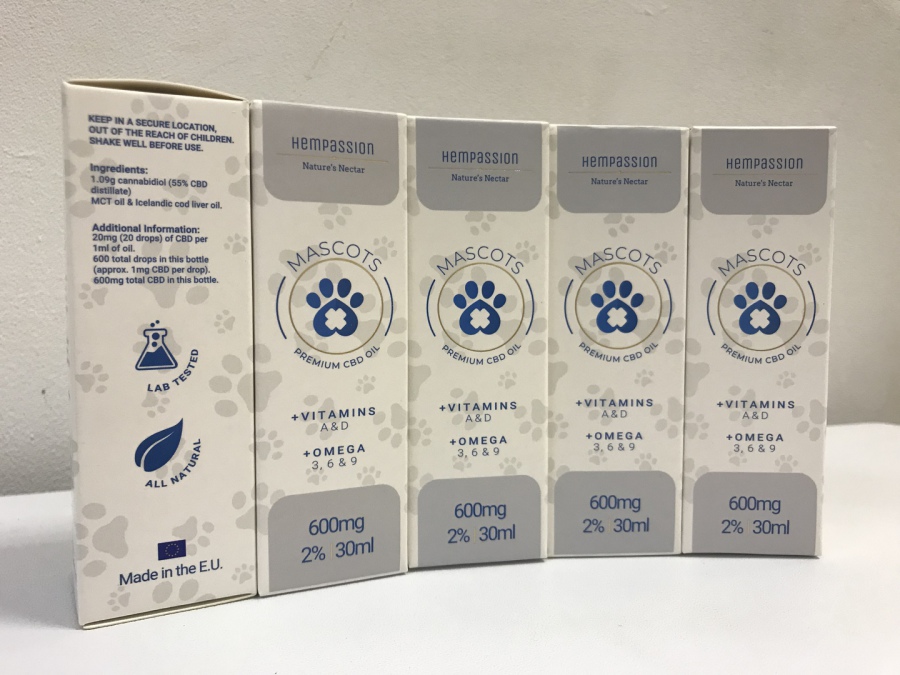 KEEP IN A SECURE LOCATION,
OUT OF THE REACH OF CHILDREN.
SHAKE WELL BEFORE USE.
Ingredients:
1.09g cannabidiol (55% CBD
distillate)
MCT oil & Icelandic cod liver oil.
Additional Information:
20mg (20 drops) of CBD per
1ml of oil.
600 total drops in this bottle
(approx. 1mg CBD per drop).
600mg total CBD in this bottle.
LAB TESTED
ALL NATURAL
Made in the E.U.
HEMPASSION
Nature's Nectar
MASCOTS
PREMIUM CBD OIL
+VITAMINS
A & D
+OMEGA
3, 6 & 9
600mg
2% 30ml
HEMPASSION
Nature's Nectar
MASCOTS
PREMIUM CBD OIL
+VITAMINS
A & D
+OMEGA
3, 6 & 9
600mg
2% 30ml
HEMPASSION
Nature's Nectar
MASCOTS
PREMIUM CBD OIL
+VITAMINS
A & D
+OMEGA
3, 6 & 9
600mg
2% 30ml
HEMPASSION
Nature's Nectar
MASCOTS
PREMIUM CBD OIL
+VITAMINS
A & D
+OMEGA
3, 6 & 9
600mg
2% 30ml